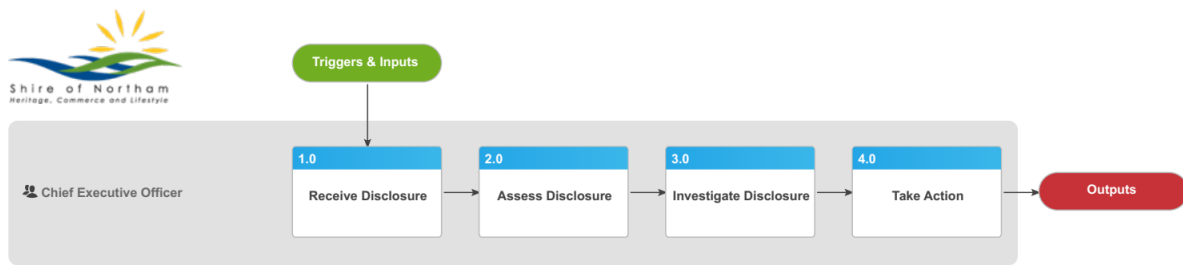 Shire of Northam
Heritage, Commerce and Lifestyle
Triggers & Inputs
Chief Executive Officer
1.0
Receive Disclosure
2.0
Assess Disclosure
3.0
Investigate Disclosure
4.0
Take Action
Outputs